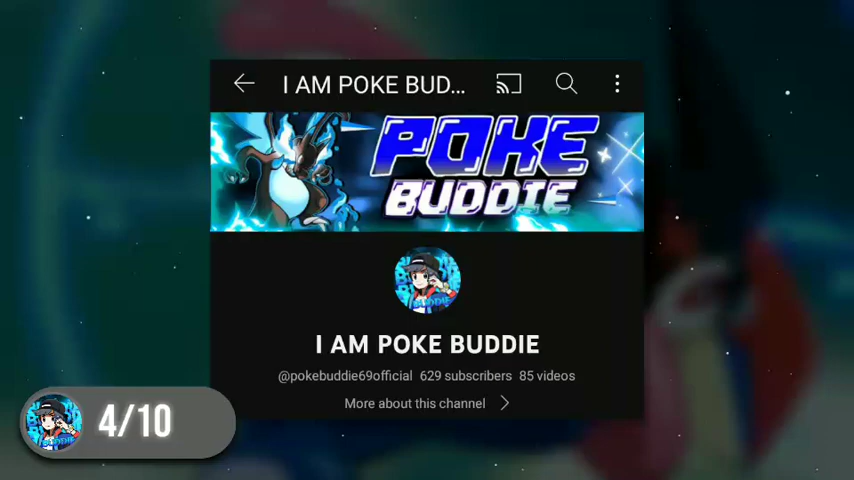 I AM POKE BUD...
POKE
BUDDIE
I AM POKE BUDDIE
@pokebuddie69official 629 subscribers 85 videos
More about this channel
BUDDIE
4/10